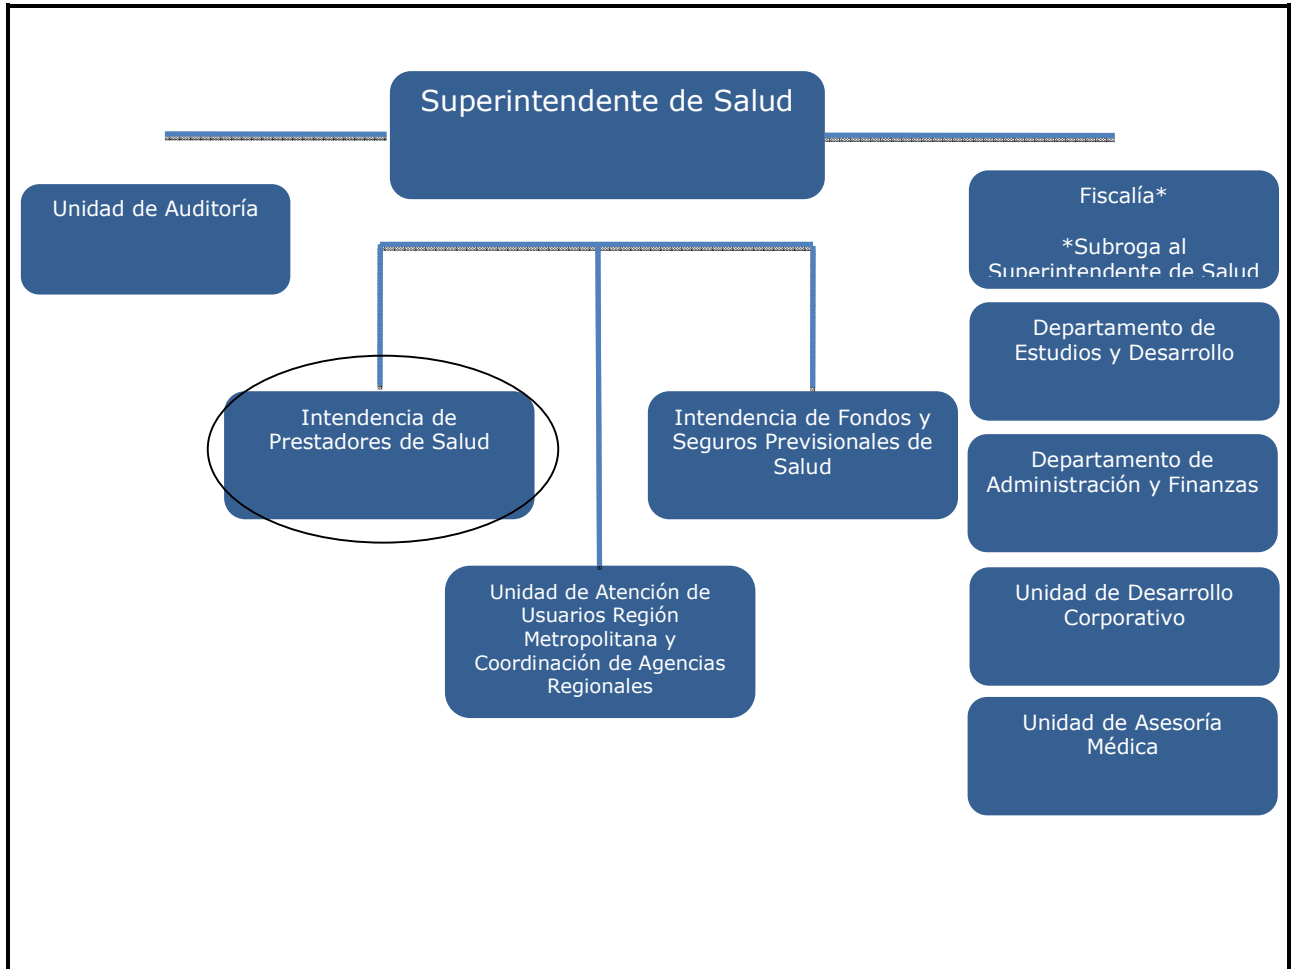 Superintendente de Salud
Unidad de Auditoría
Fiscalía*
*Subroga al
Superintendente de Salud
Departamento de
Estudios y Desarrollo
Intendencia de
Prestadores de Salud
Intendencia de Fondos y
Seguros Previsionales de
Salud
Departamento de
Administración y Finanzas
Unidad de Atención de
Usuarios Región
Metropolitana y
Coordinación de Agencias
Regionales
Unidad de Desarrollo
Corporativo
Unidad de Asesoría
Médica